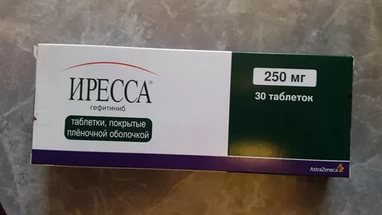 ИРЕССА®
гефитиниб
таблетки, покрытые
плёночной оболочкой
250 мг
30 таблеток
AstraZeneca